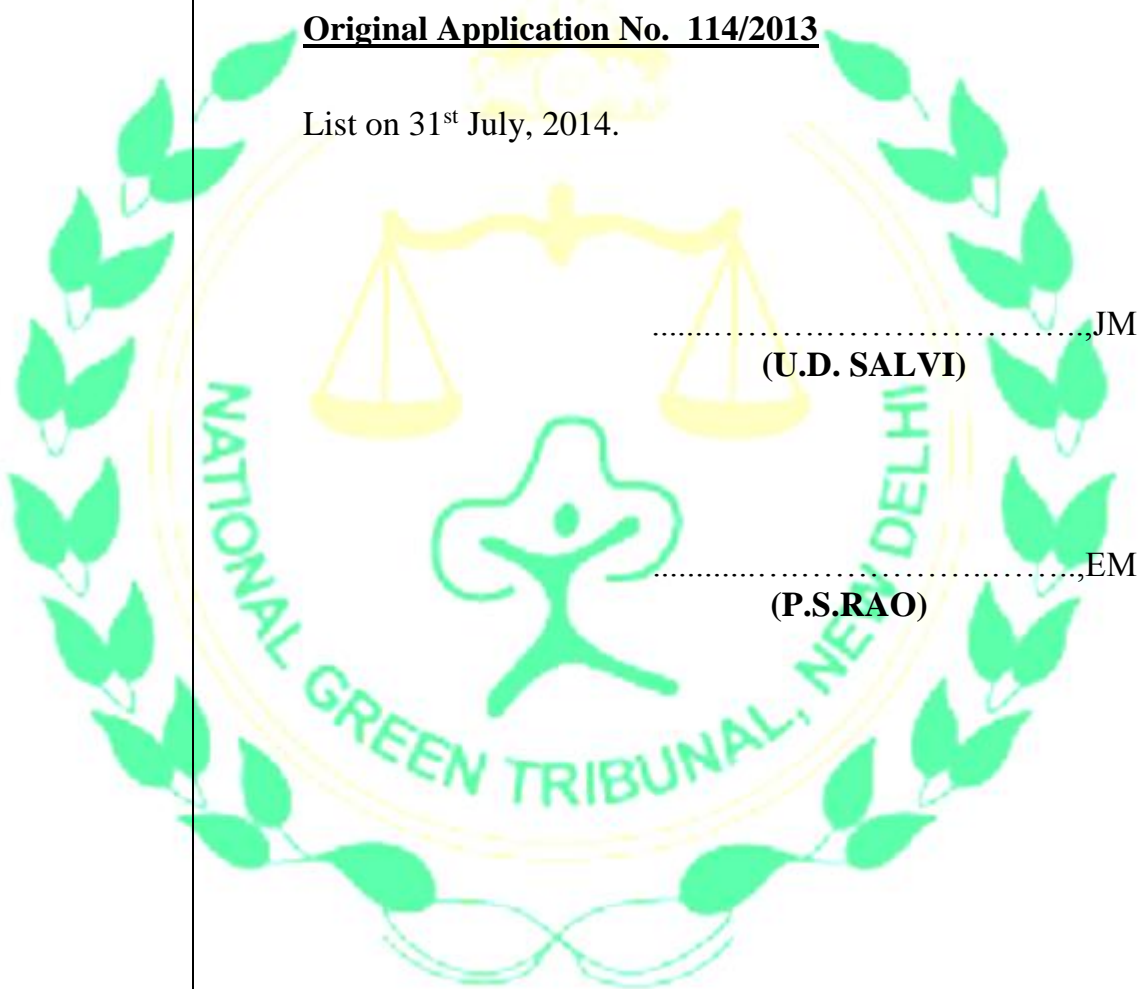 Original Application No. 114/2013
List on 31st July, 2014.
.......……………………………..,JM
(U.D. SALVI)
............…………………..……..,EM
(P.S.RAO)
NATIONAL GREEN TRIBUNAL, NEW DELHI